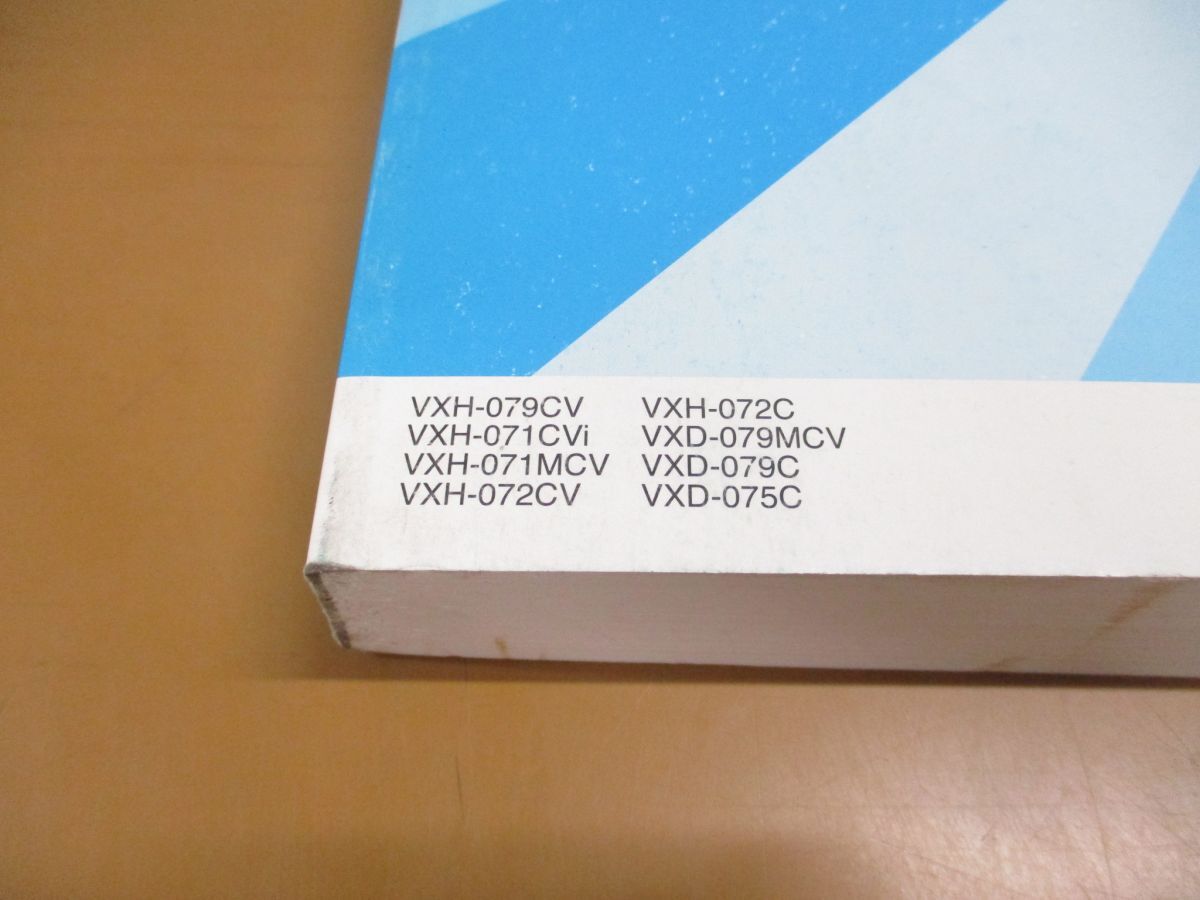 VXH-079CV VXH-072C
VXH-071CVi VXD-079MCV
VXH-071MCV VXD-079C
VXH-072CV VXD-075C